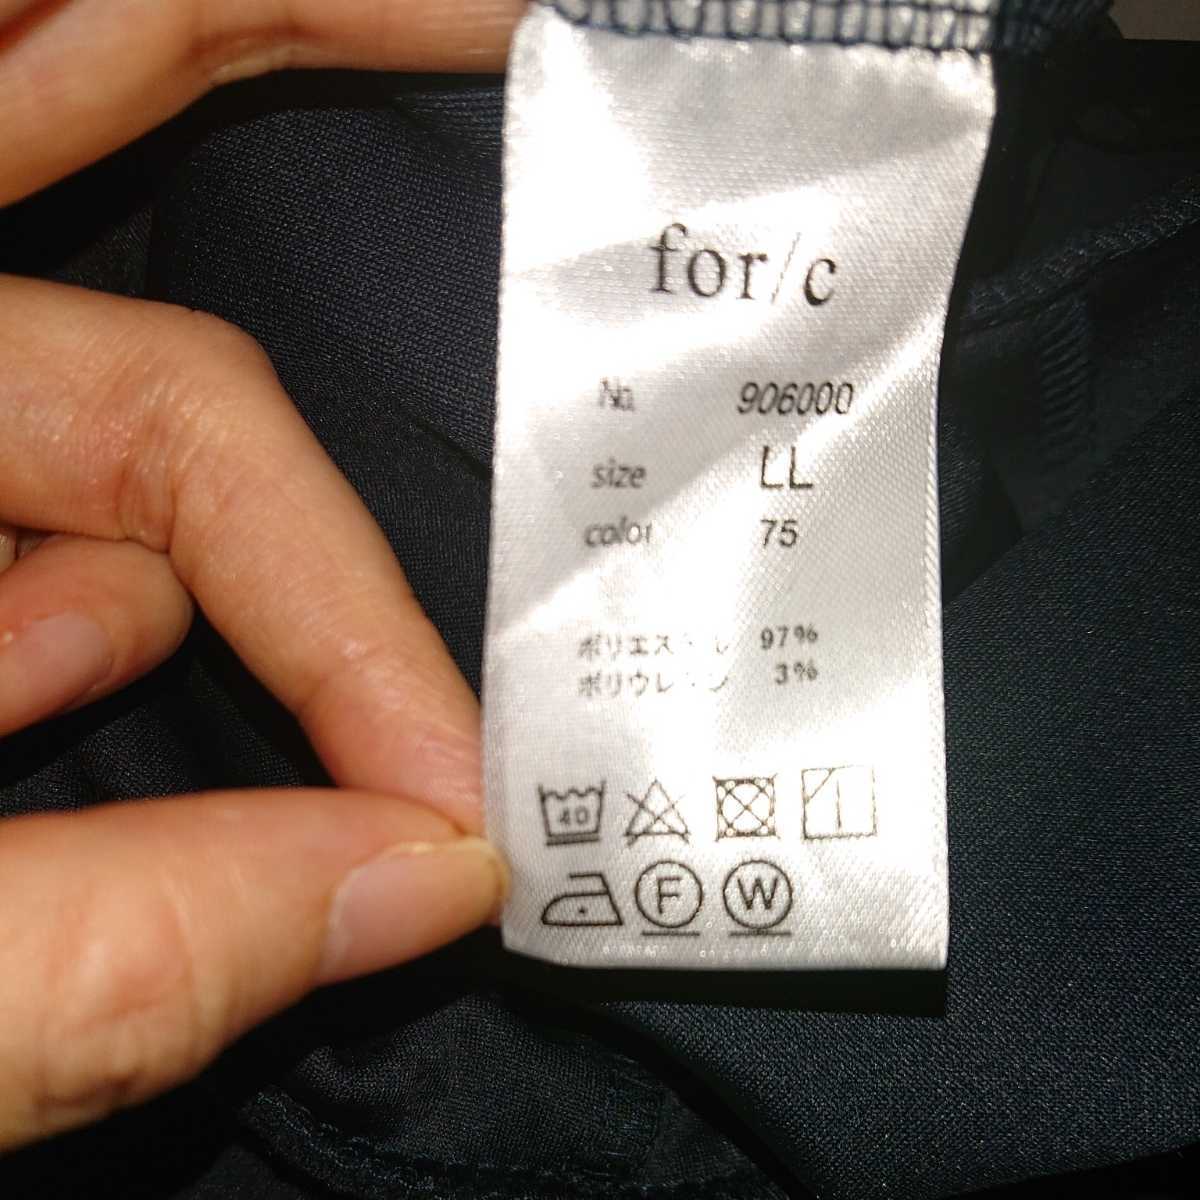 for/c
No. 906000
size LL
color 75
ポリエステル 97%
ポリウレタン 3%
40
F W